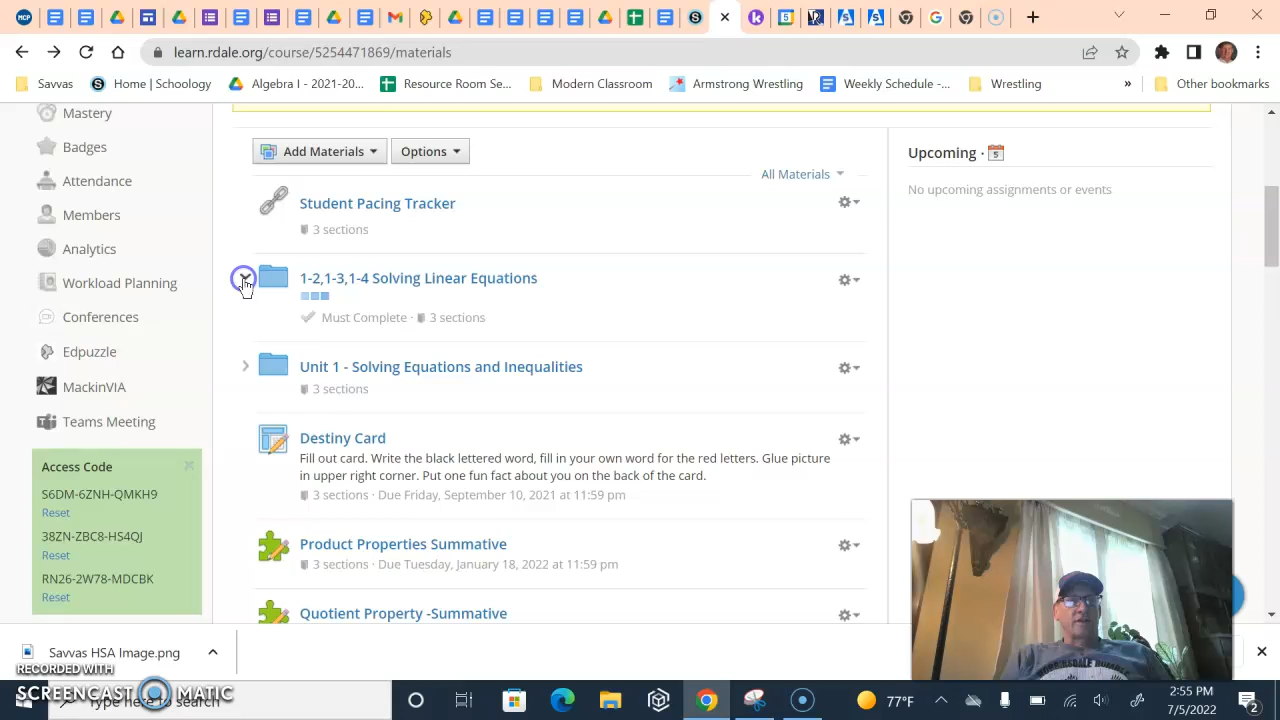 learn.rdale.org/course/5254471869/materials
Savvas
Home | Schoology
Algebra I - 2021-20...
Resource Room Se...
Modern Classroom
Armstrong Wrestling
Weekly Schedule -...
Wrestling
»
Other bookmarks
Mastery
Badges
Attendance
Members
Analytics
Workload Planning
Conferences
Edpuzzle
MackinVIA
Teams Meeting
Access Code
S6DM-6ZNH-QMKH9
Reset
38ZN-ZBC8-HS4QJ
Reset
RN26-2W78-MDCBK
Reset
Add Materials
Options
All Materials
Student Pacing Tracker
3 sections
1-2,1-3,1-4 Solving Linear Equations
Must Complete · 3 sections
Unit 1 - Solving Equations and Inequalities
3 sections
Destiny Card
Fill out card. Write the black lettered word, fill in your own word for the red letters. Glue picture
in upper right corner. Put one fun fact about you on the back of the card.
3 sections · Due Friday, September 10, 2021 at 11:59 pm
Product Properties Summative
3 sections · Due Tuesday, January 18, 2022 at 11:59 pm
Quotient Property -Summative
Upcoming · 5
No upcoming assignments or events
Savvas HSA Image.png
RECORDED WITH
SCREENCAST MATIC
Type here to search
77°F
2:55 PM
7/5/2022
2